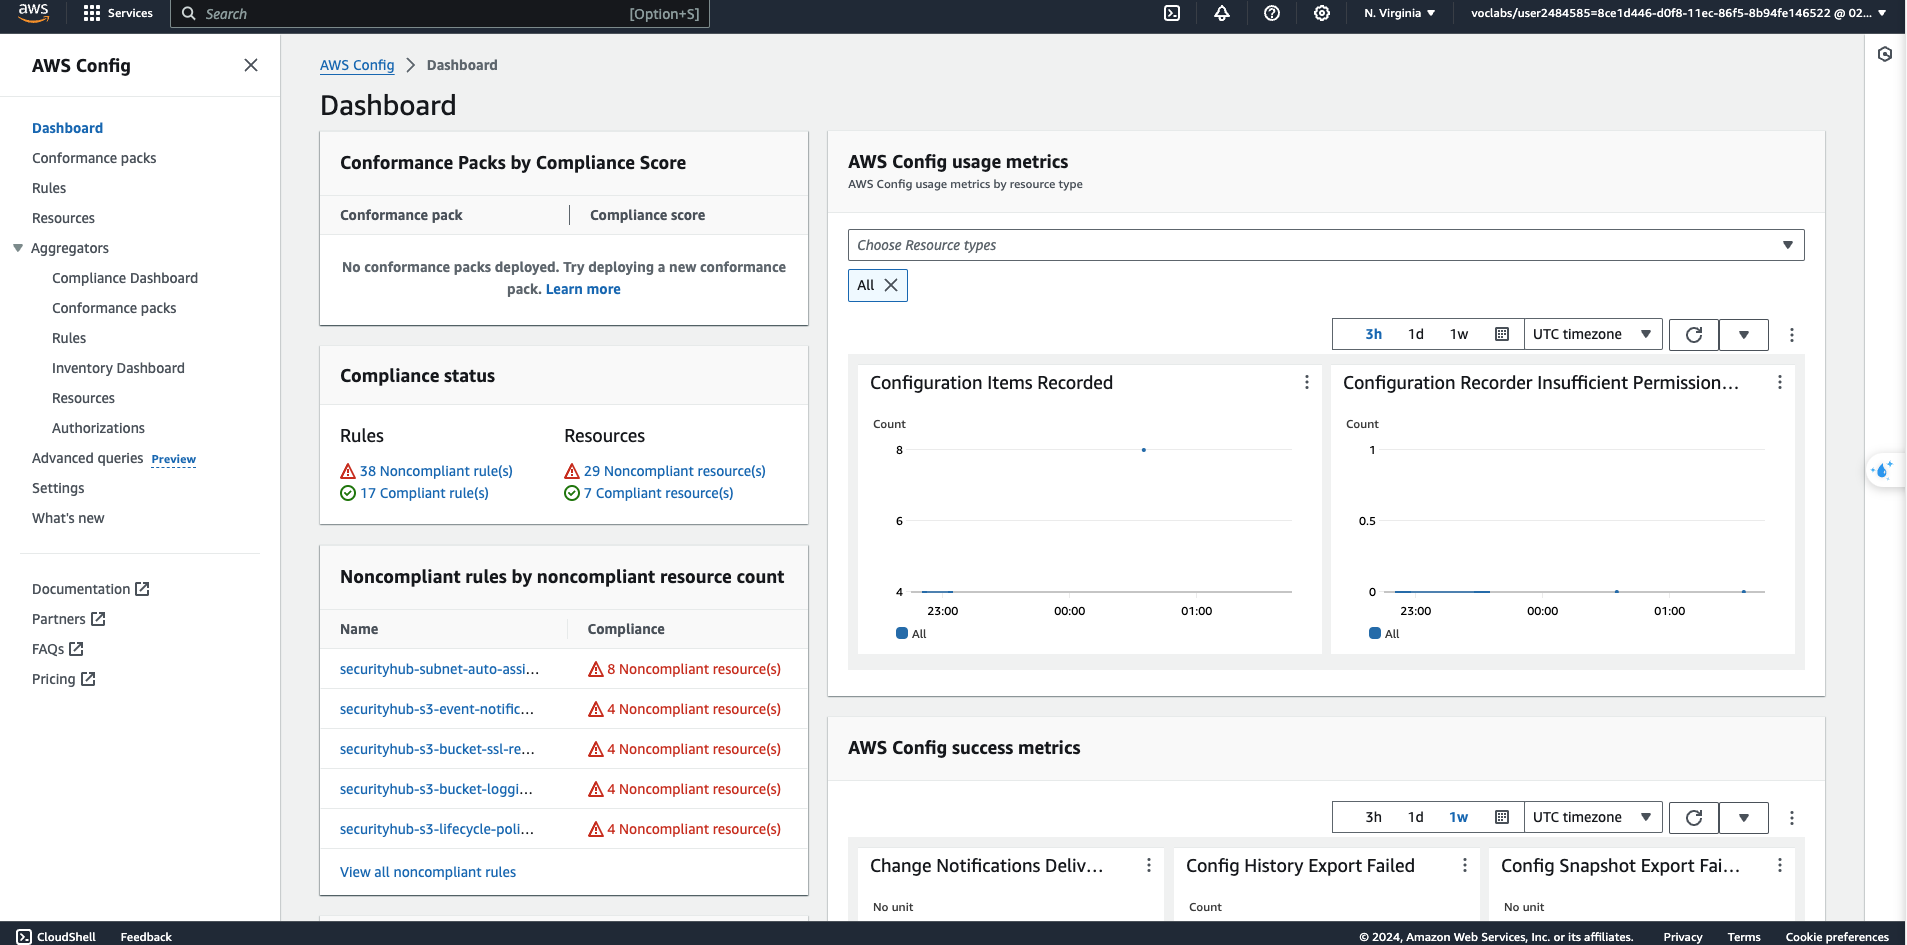 aws
Services
Search
[Option+S]
N. Virginia
voclabs/user2484585=8ce1d446-d0f8-11ec-86f5-8b94fe146522 @ 02...
AWS Config
Dashboard
Conformance packs
Rules
Resources
Aggregators
Compliance Dashboard
Conformance packs
Rules
Inventory Dashboard
Resources
Authorizations
Advanced queries Preview
Settings
What's new
Documentation
Partners
FAQs
Pricing
AWS Config > Dashboard
Dashboard
Conformance Packs by Compliance Score
Conformance pack | Compliance score
No conformance packs deployed. Try deploying a new conformance
pack. Learn more
Compliance status
Rules
38 Noncompliant rule(s)
17 Compliant rule(s)
Resources
29 Noncompliant resource(s)
7 Compliant resource(s)
Noncompliant rules by noncompliant resource count
Name Compliance
securityhub-subnet-auto-assi... 8 Noncompliant resource(s)
securityhub-s3-event-notific... 4 Noncompliant resource(s)
securityhub-s3-bucket-ssl-re... 4 Noncompliant resource(s)
securityhub-s3-bucket-loggi... 4 Noncompliant resource(s)
securityhub-s3-lifecycle-poli... 4 Noncompliant resource(s)
View all noncompliant rules
AWS Config usage metrics
AWS Config usage metrics by resource type
Choose Resource types
All
3h 1d 1w UTC timezone
Configuration Items Recorded
Count
8
6
4
23:00 00:00 01:00
All
Configuration Recorder Insufficient Permission...
Count
1
0.5
0
23:00 00:00 01:00
All
AWS Config success metrics
3h 1d 1w UTC timezone
Change Notifications Deliv...
No unit
Config History Export Failed
Count
Config Snapshot Export Fai...
No unit
CloudShell Feedback
© 2024, Amazon Web Services, Inc. or its affiliates. Privacy Terms Cookie preferences